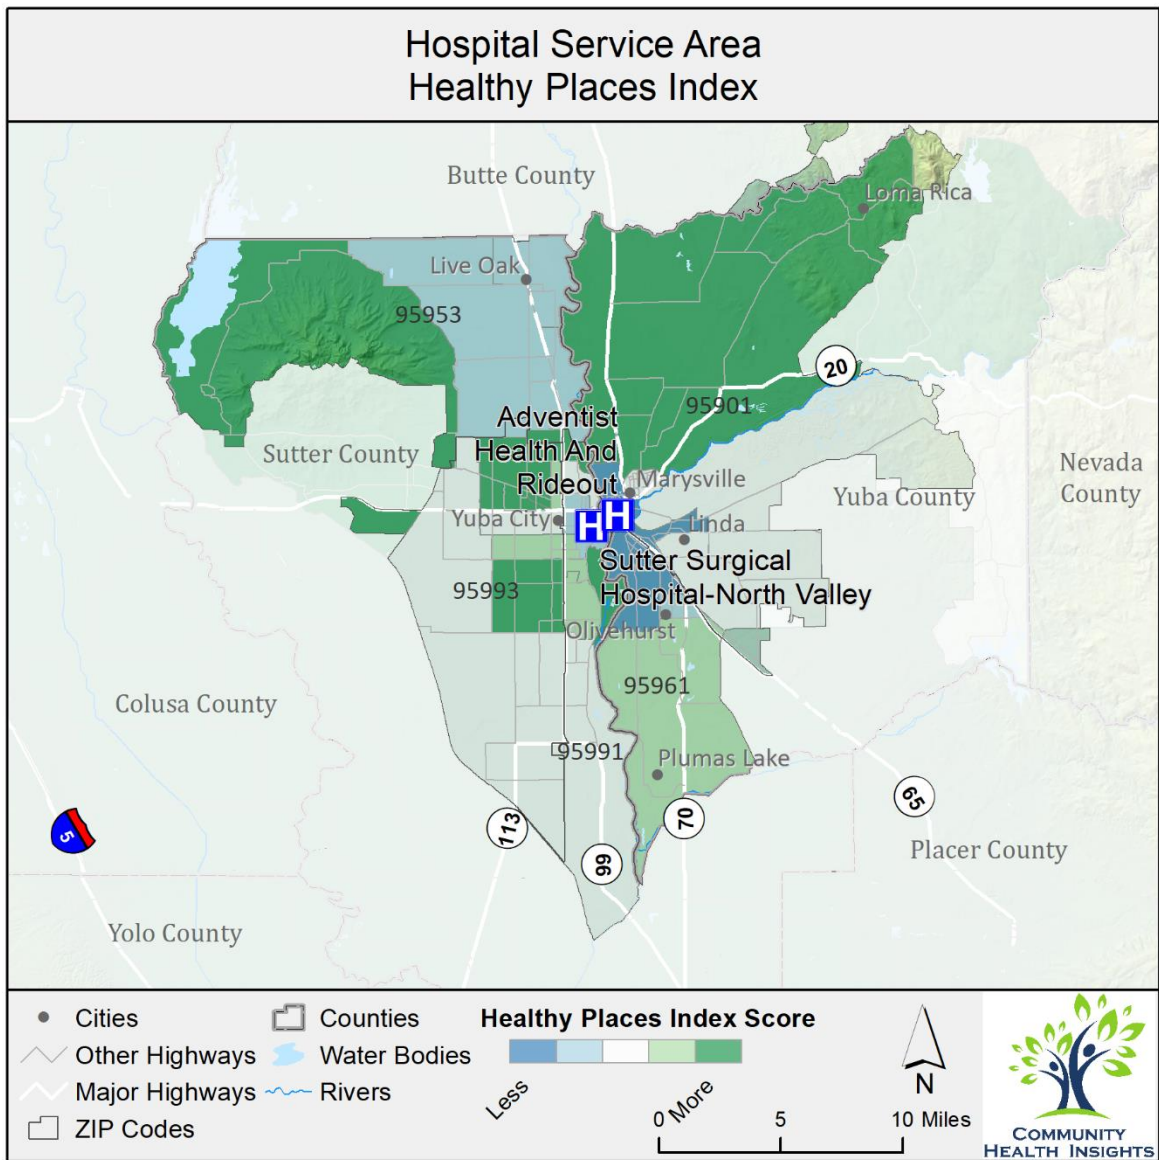 Hospital Service Area
Healthy Places Index
Butte County
Loma Rica
Live Oak
95953
20
95901
Adventist
Health And
Rideout
Sutter County
Marysville
Nevada
County
Yuba County
Yuba City
H H
Linda
Sutter Surgical
Hospital-North Valley
95993
Olivehurst
95961
Colusa County
95991
Plumas Lake
65
5
113
70
99
Placer County
Yolo County
Cities
Counties
Other Highways
Water Bodies
Major Highways
Rivers
ZIP Codes
Healthy Places Index Score
Less
More
N
0 5 10 Miles
COMMUNITY
HEALTH INSIGHTS